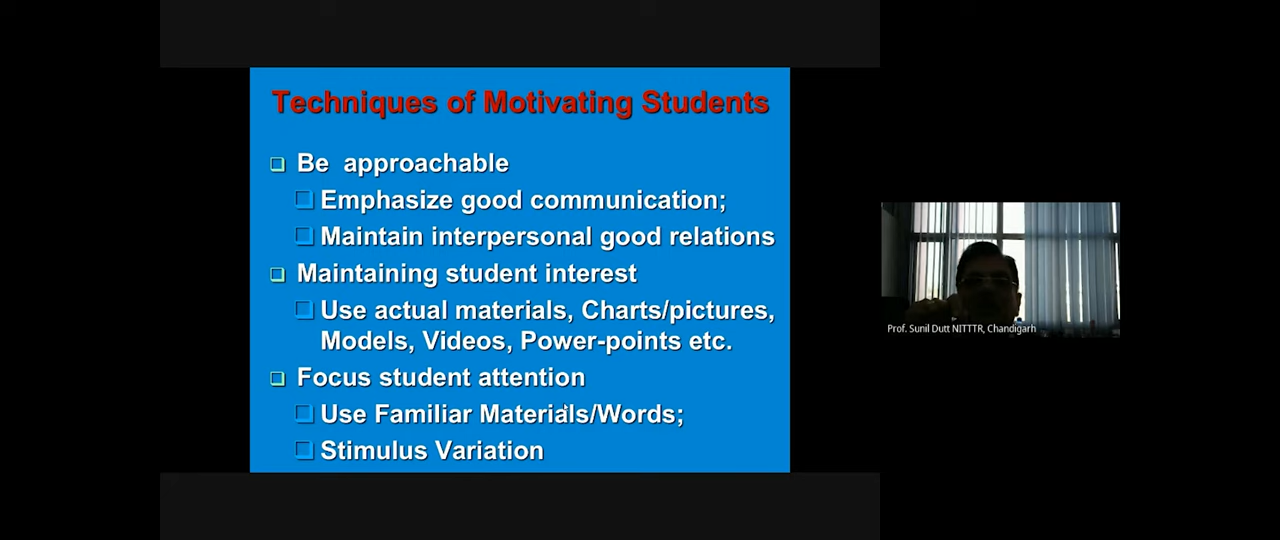 Techniques of Motivating Students
Be approachable
Emphasize good communication;
Maintain interpersonal good relations
Maintaining student interest
Use actual materials, Charts/pictures,
Models, Videos, Power-points etc.
Focus student attention
Use Familiar Materials/Words;
Stimulus Variation
Prof. Sunil Dutt NITTTR, Chandigarh